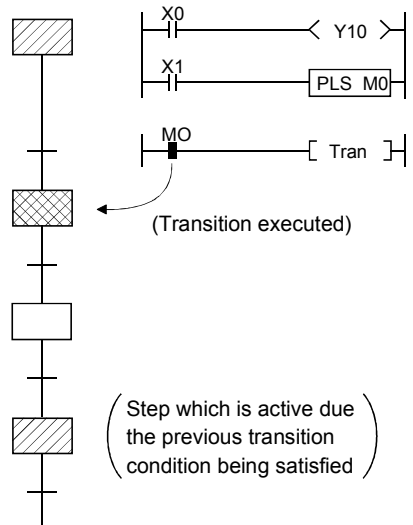 X0
Y10
X1
PLS M0
MO
Tran
(Transition executed)
Step which is active due
the previous transition
condition being satisfied